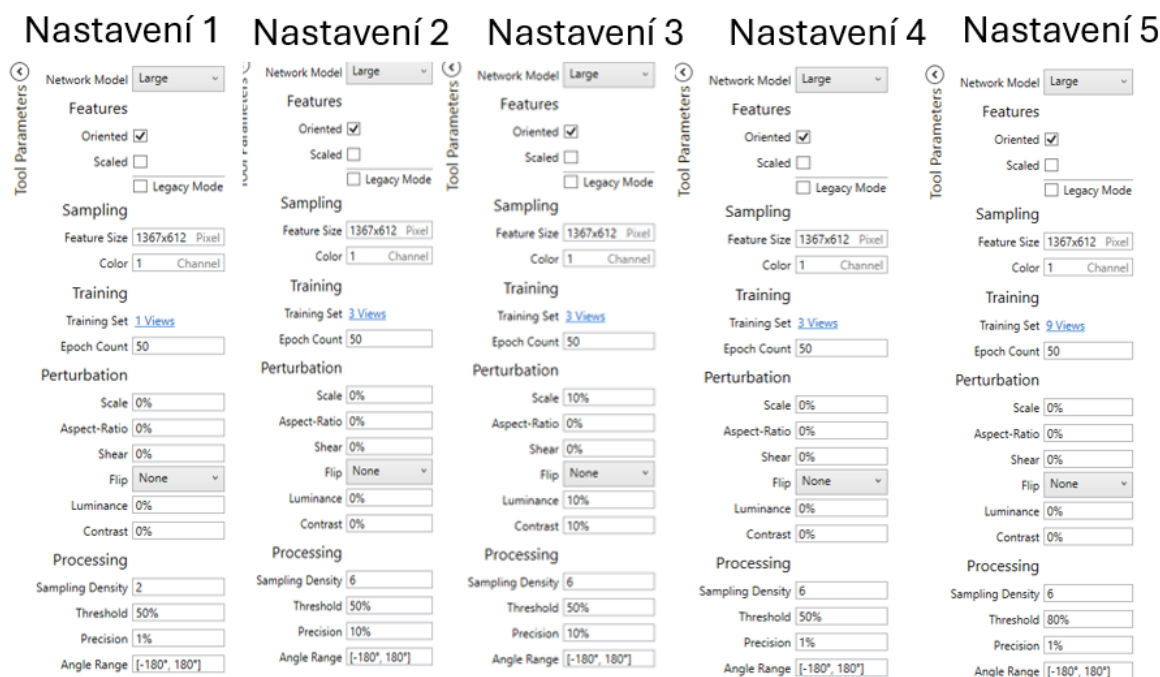 Nastavení 1
Tool Parameters
Network Model Large
Features
Oriented
Scaled
Legacy Mode
Sampling
Feature Size 1367x612 Pixel
Color 1 Channel
Training
Training Set 1 Views
Epoch Count 50
Perturbation
Scale 0%
Aspect-Ratio 0%
Shear 0%
Flip None
Luminance 0%
Contrast 0%
Processing
Sampling Density 2
Threshold 50%
Precision 1%
Angle Range [-180°, 180°]
Nastavení 2
Network Model Large
Features
Oriented
Scaled
Legacy Mode
Sampling
Feature Size 1367x612 Pixel
Color 1 Channel
Training
Training Set 3 Views
Epoch Count 50
Perturbation
Scale 0%
Aspect-Ratio 0%
Shear 0%
Flip None
Luminance 0%
Contrast 0%
Processing
Sampling Density 6
Threshold 50%
Precision 10%
Angle Range [-180°, 180°]
Nastavení 3
Tool Parameters
Network Model Large
Features
Oriented
Scaled
Legacy Mode
Sampling
Feature Size 1367x612 Pixel
Color 1 Channel
Training
Training Set 3 Views
Epoch Count 50
Perturbation
Scale 10%
Aspect-Ratio 0%
Shear 0%
Flip None
Luminance 10%
Contrast 10%
Processing
Sampling Density 6
Threshold 50%
Precision 10%
Angle Range [-180°, 180°]
Nastavení 4
Tool Parameters
Network Model Large
Features
Oriented
Scaled
Legacy Mode
Sampling
Feature Size 1367x612 Pixel
Color 1 Channel
Training
Training Set 3 Views
Epoch Count 50
Perturbation
Scale 0%
Aspect-Ratio 0%
Shear 0%
Flip None
Luminance 0%
Contrast 0%
Processing
Sampling Density 6
Threshold 50%
Precision 1%
Angle Range [-180°, 180°]
Nastavení 5
Tool Parameters
Network Model Large
Features
Oriented
Scaled
Legacy Mode
Sampling
Feature Size 1367x612 Pixel
Color 1 Channel
Training
Training Set 9 Views
Epoch Count 50
Perturbation
Scale 0%
Aspect-Ratio 0%
Shear 0%
Flip None
Luminance 0%
Contrast 0%
Processing
Sampling Density 6
Threshold 80%
Precision 1%
Angle Range [-180°, 180°]